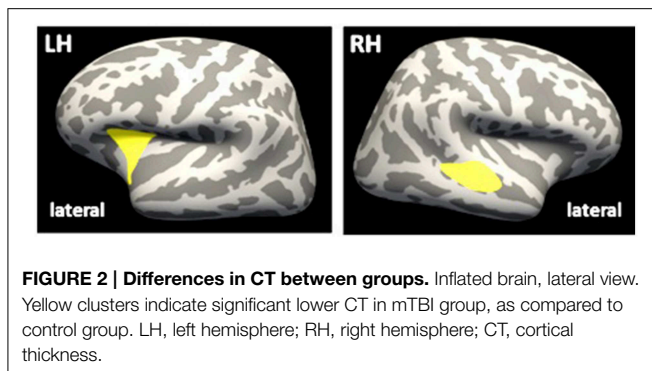 LH
RH
lateral
lateral
FIGURE 2 | Differences in CT between groups. Inflated brain, lateral view.
Yellow clusters indicate significant lower CT in mTBI group, as compared to
control group. LH, left hemisphere; RH, right hemisphere; CT, cortical
thickness.